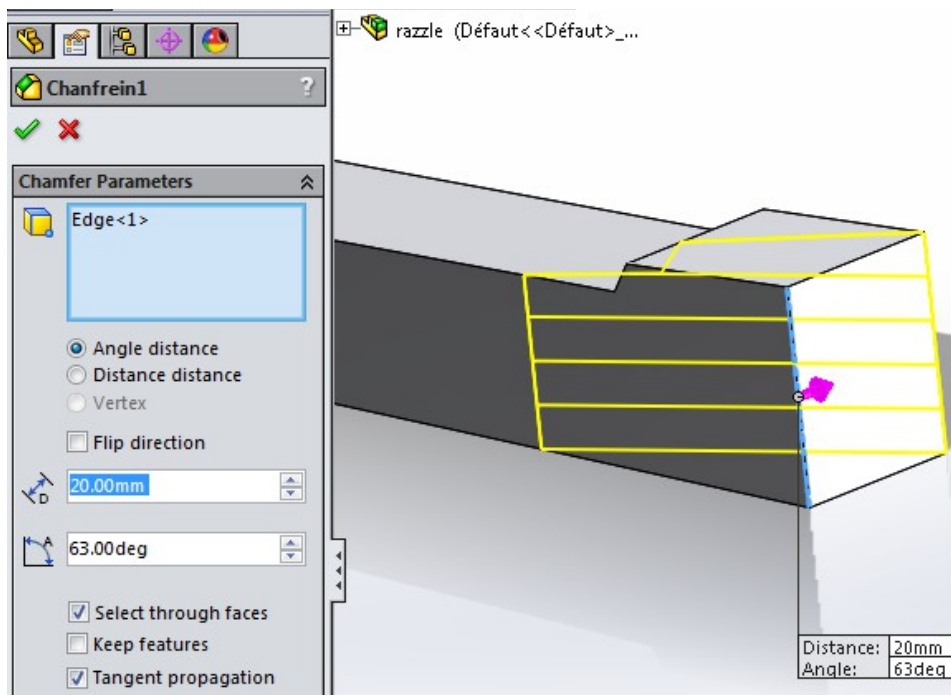 razzle (Défaut<<Défaut>_...
Chanfrein1
?
Chamfer Parameters
Edge<1>
Angle distance
Distance distance
Vertex
Flip direction
D
20.00mm
A
63.00deg
Select through faces
Keep features
Tangent propagation
Distance: 20mm
Angle: 63deg